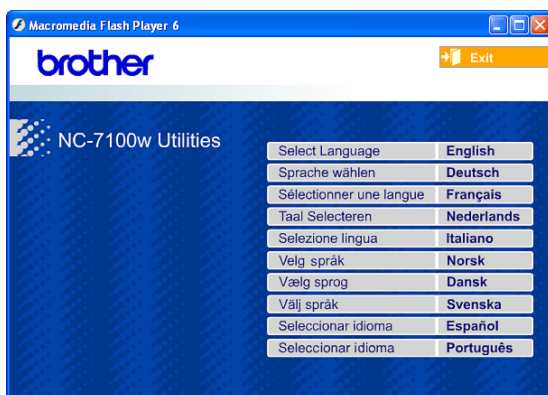 Macromedia Flash Player 6
brother
Exit
NC-7100w Utilities
Select Language English
Sprache wählen Deutsch
Sélectionner une langue Français
Taal Selecteren Nederlands
Selezione lingua Italiano
Velg språk Norsk
Vælg sprog Dansk
Välj språk Svenska
Seleccionar idioma Español
Seleccionar idioma Português